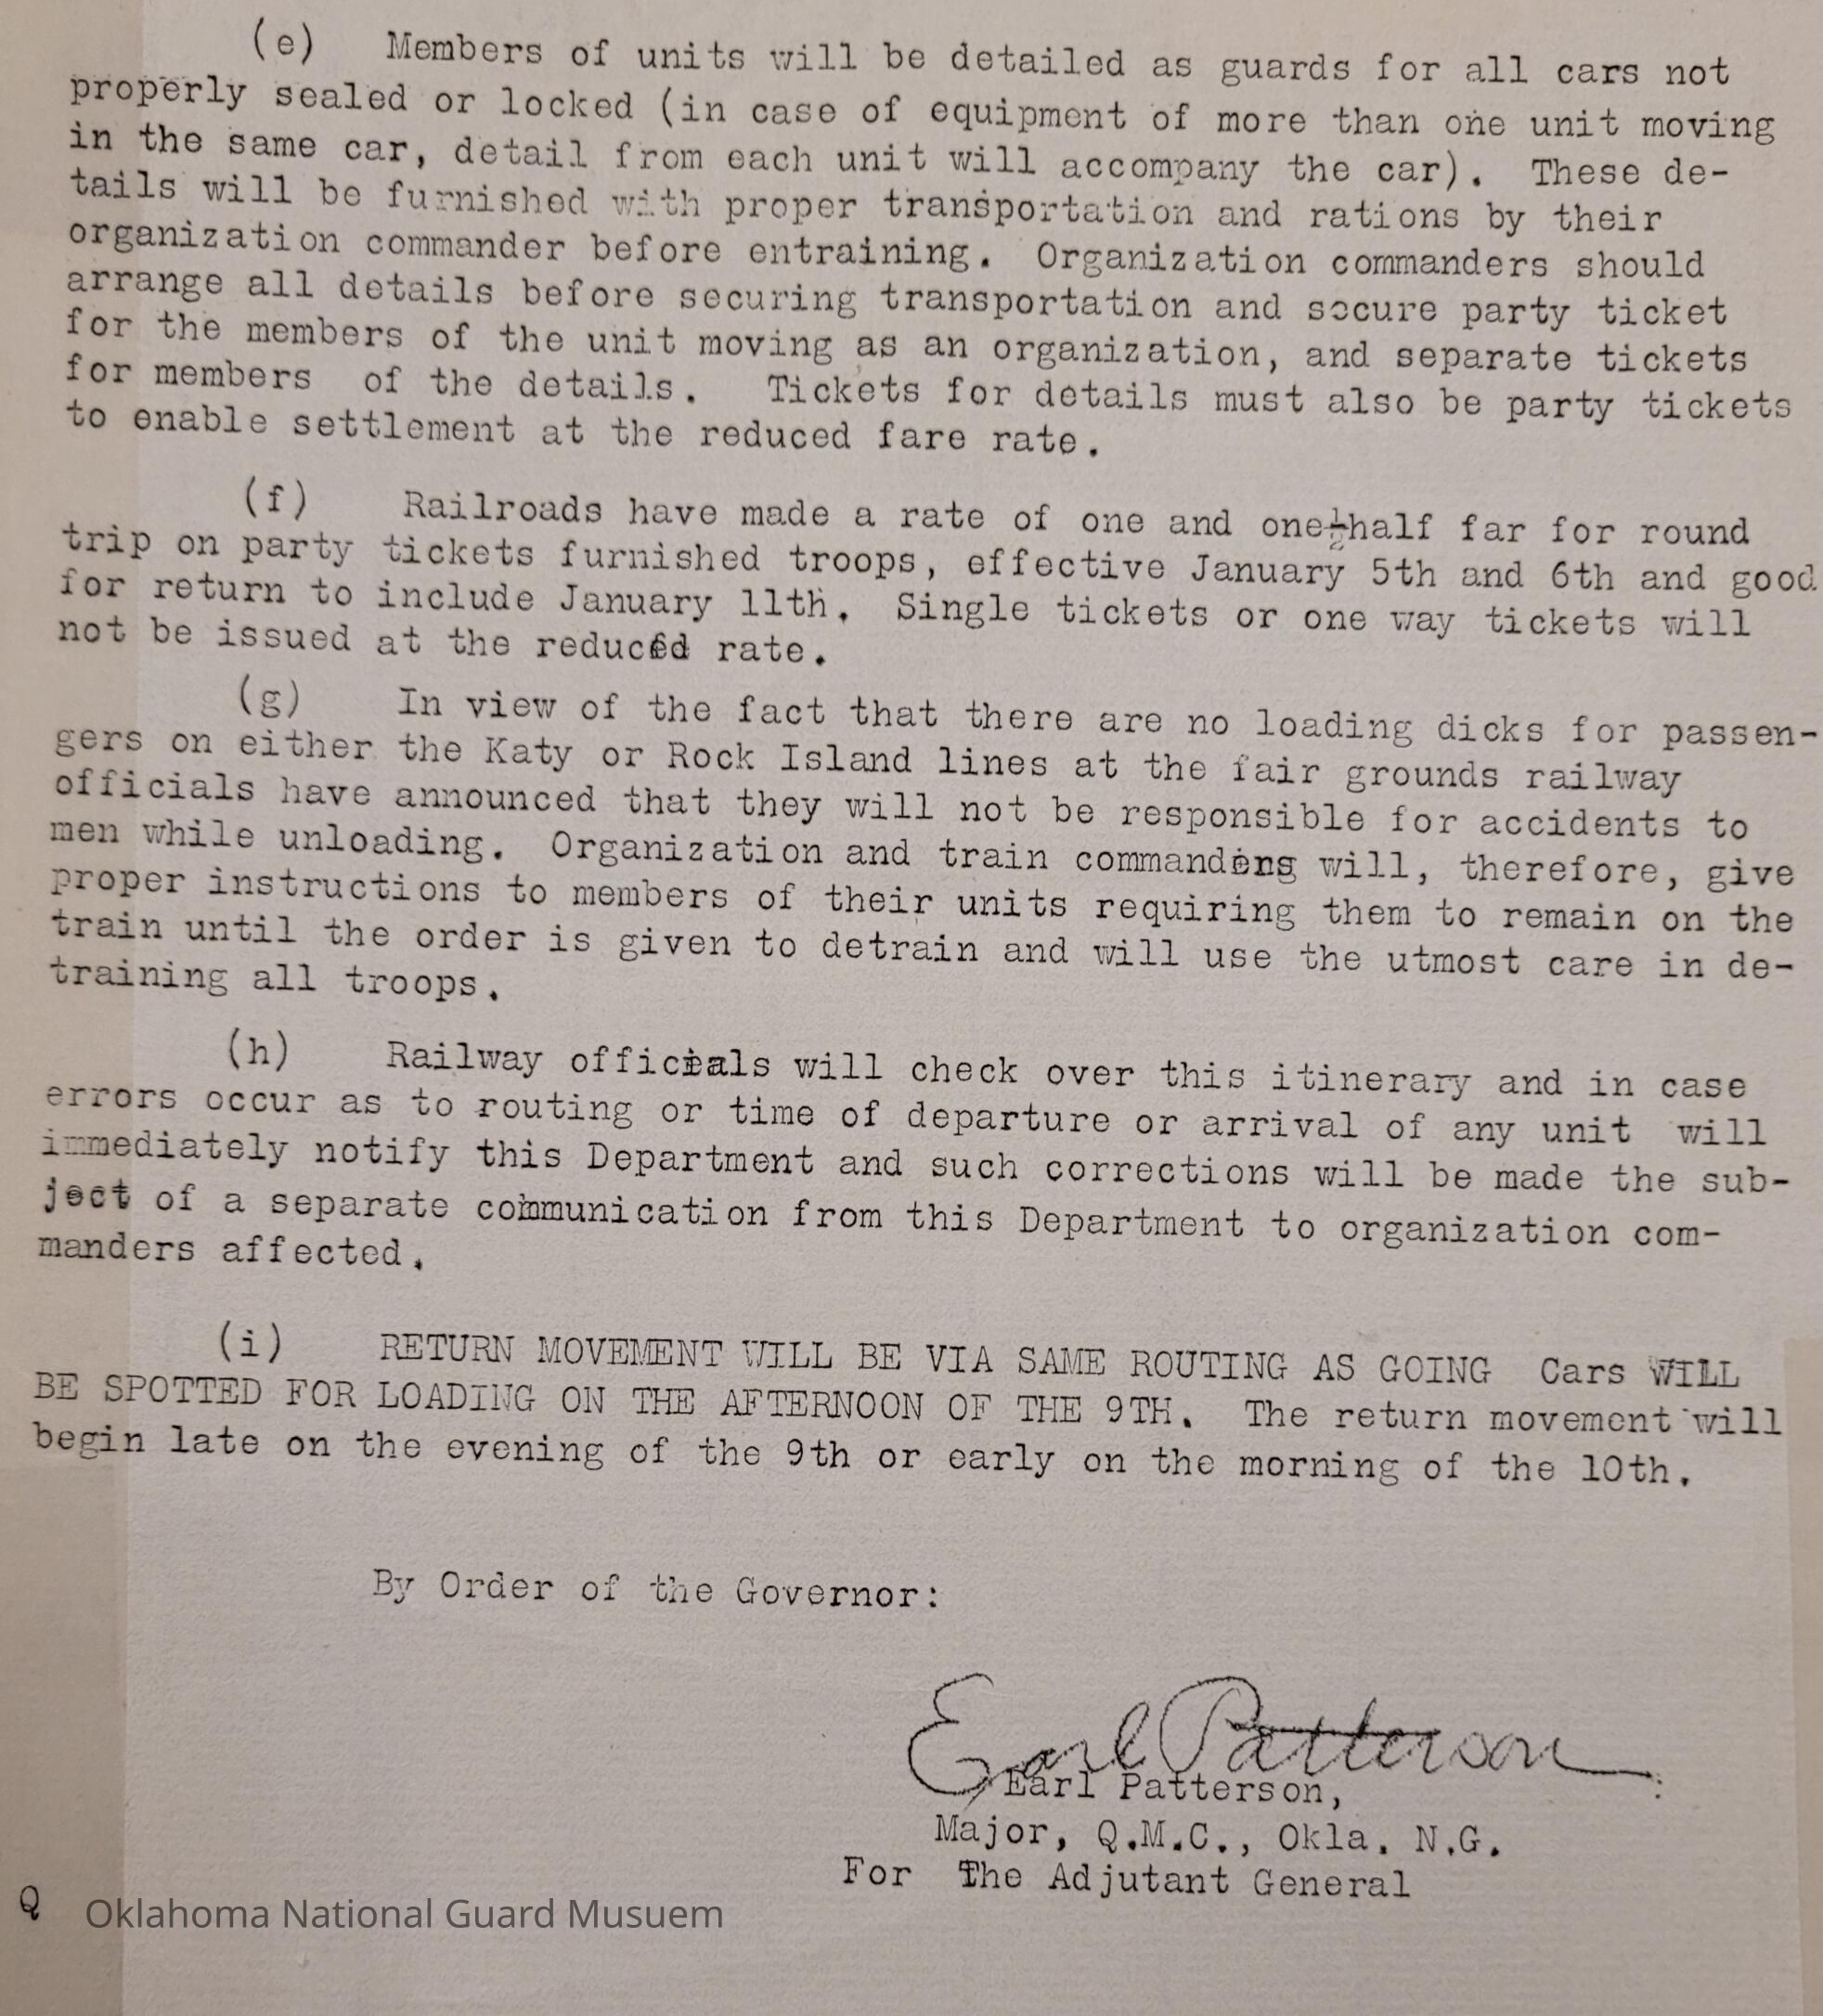 (e) Members of units will be detailed as guards for all cars not
properly sealed or locked (in case of equipment of more than one unit moving
in the same car, detail from each unit will accompany the car). These de-
tails will be furnished with proper transportation and rations by their
organization commander before entraining. Organization commanders should
arrange all details before securing transportation and secure party ticket
for the members of the unit moving as an organization, and separate tickets
for members of the details. Tickets for details must also be party tickets
to enable settlement at the reduced fare rate.
(f) Railroads have made a rate of one and one-half far for round
trip on party tickets furnished troops, effective January 5th and 6th and good
for return to include January 11th. Single tickets or one way tickets will
not be issued at the reduced rate.
(g) In view of the fact that there are no loading dicks for passen-
gers on either the Katy or Rock Island lines at the fair grounds railway
officials have announced that they will not be responsible for accidents to
men while unloading. Organization and train commanders will, therefore, give
proper instructions to members of their units requiring them to remain on the
train until the order is given to detrain and will use the utmost care in de-
training all troops.
(h) Railway officials will check over this itinerary and in case
errors occur as to routing or time of departure or arrival of any unit will
immediately notify this Department and such corrections will be made the sub-
ject of a separate communication from this Department to organization com-
manders affected.
(i) RETURN MOVEMENT WILL BE VIA SAME ROUTING AS GOING Cars WILL
BE SPOTTED FOR LOADING ON THE AFTERNOON OF THE 9TH. The return movement will
begin late on the evening of the 9th or early on the morning of the 10th.
By Order of the Governor:
Earl Patterson
Earl Patterson,
Major, Q.M.C., Okla. N.G.
For The Adjutant General
Q Oklahoma National Guard Musuem